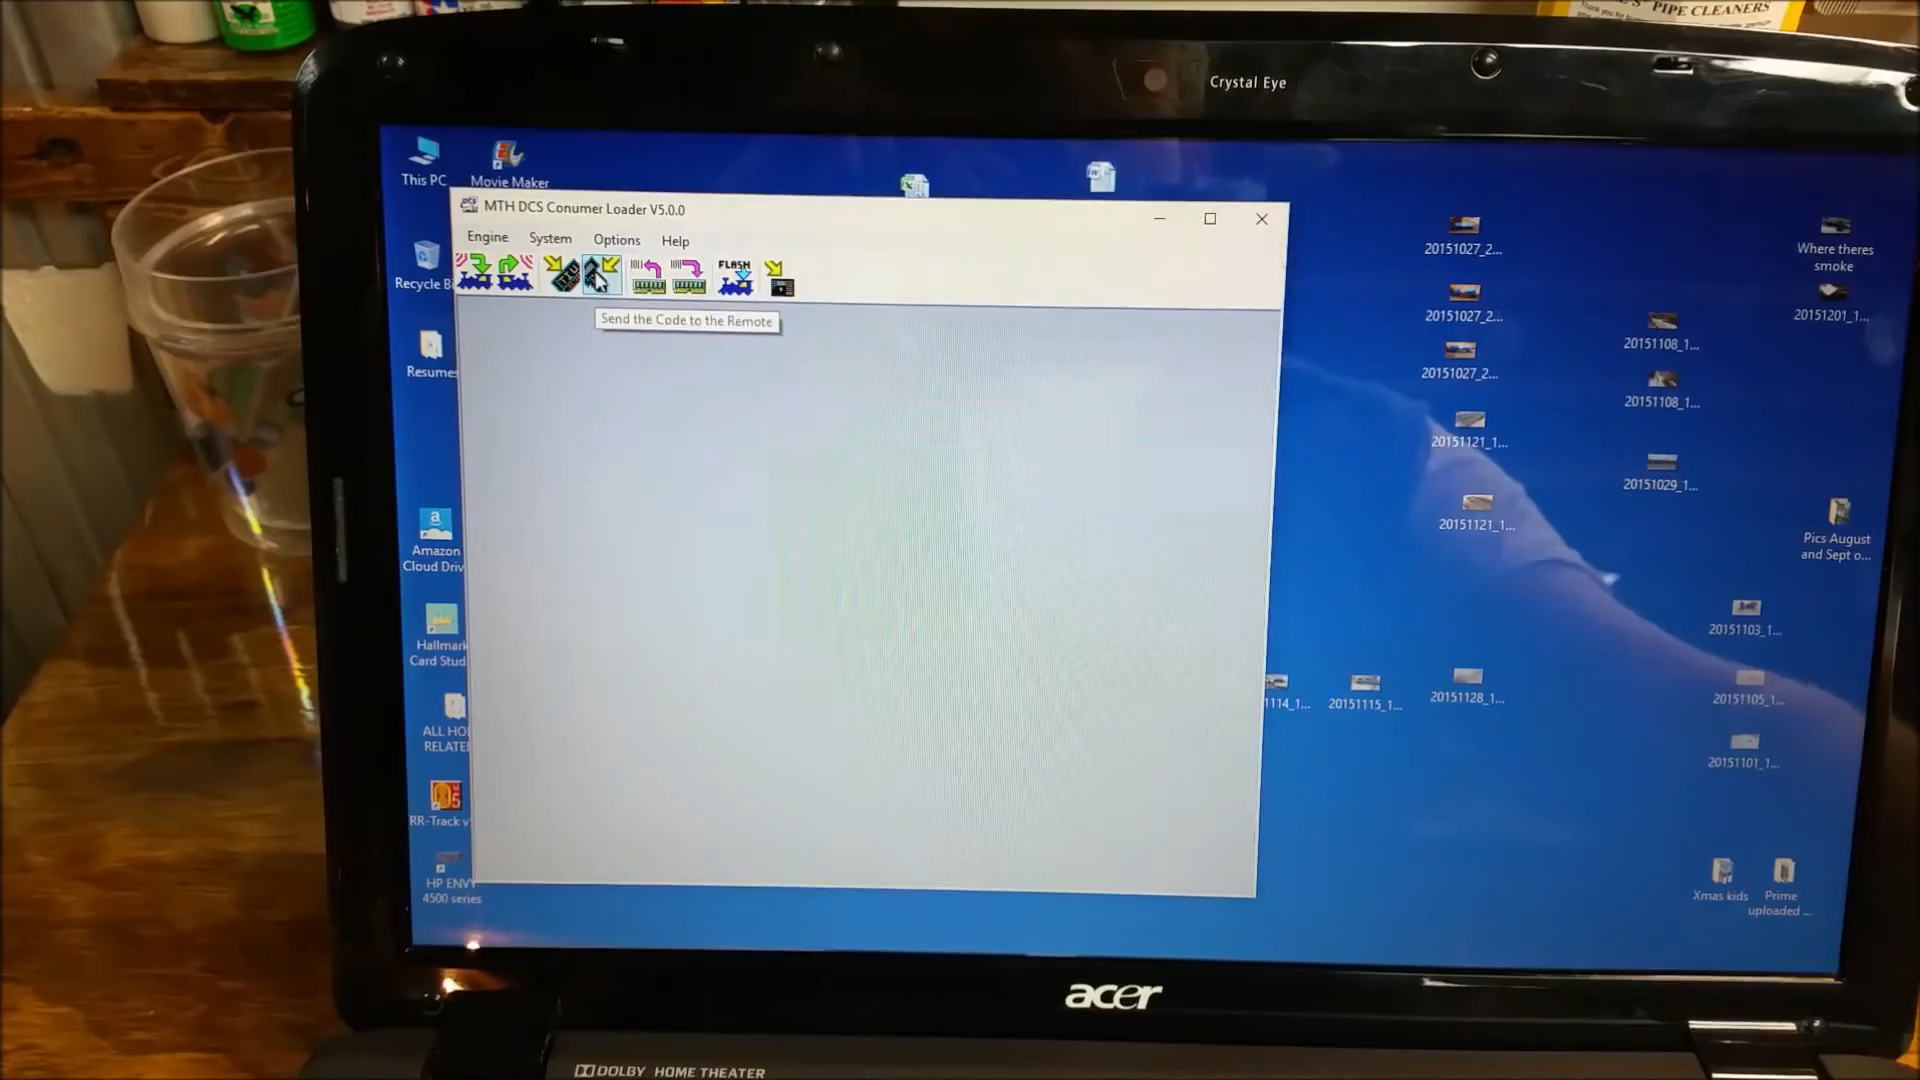 PIPE CLEANERS
Crystal Eye
This PC
Movie Maker
MTH DCS Conumer Loader V5.0.0
Engine System Options Help
FLASH
Send the Code to the Remote
Recycle Bi
Resumes
Amazon
Cloud Driv
Hallmark
Card Stud
ALL HO
RELATE
RR-Track v
HP ENVY
4500 series
20151027_2...
20151027_2...
20151027_2...
20151121_1...
20151121_1...
20151108_1...
20151108_1...
20151029_1...
Where theres
smoke
20151201_1...
Pics August
and Sept o...
20151103_1...
20151105_1...
20151101_1...
1114_1...
20151115_1...
20151128_1...
Xmas kids
Prime
uploaded ...
acer
DOLBY HOME THEATER